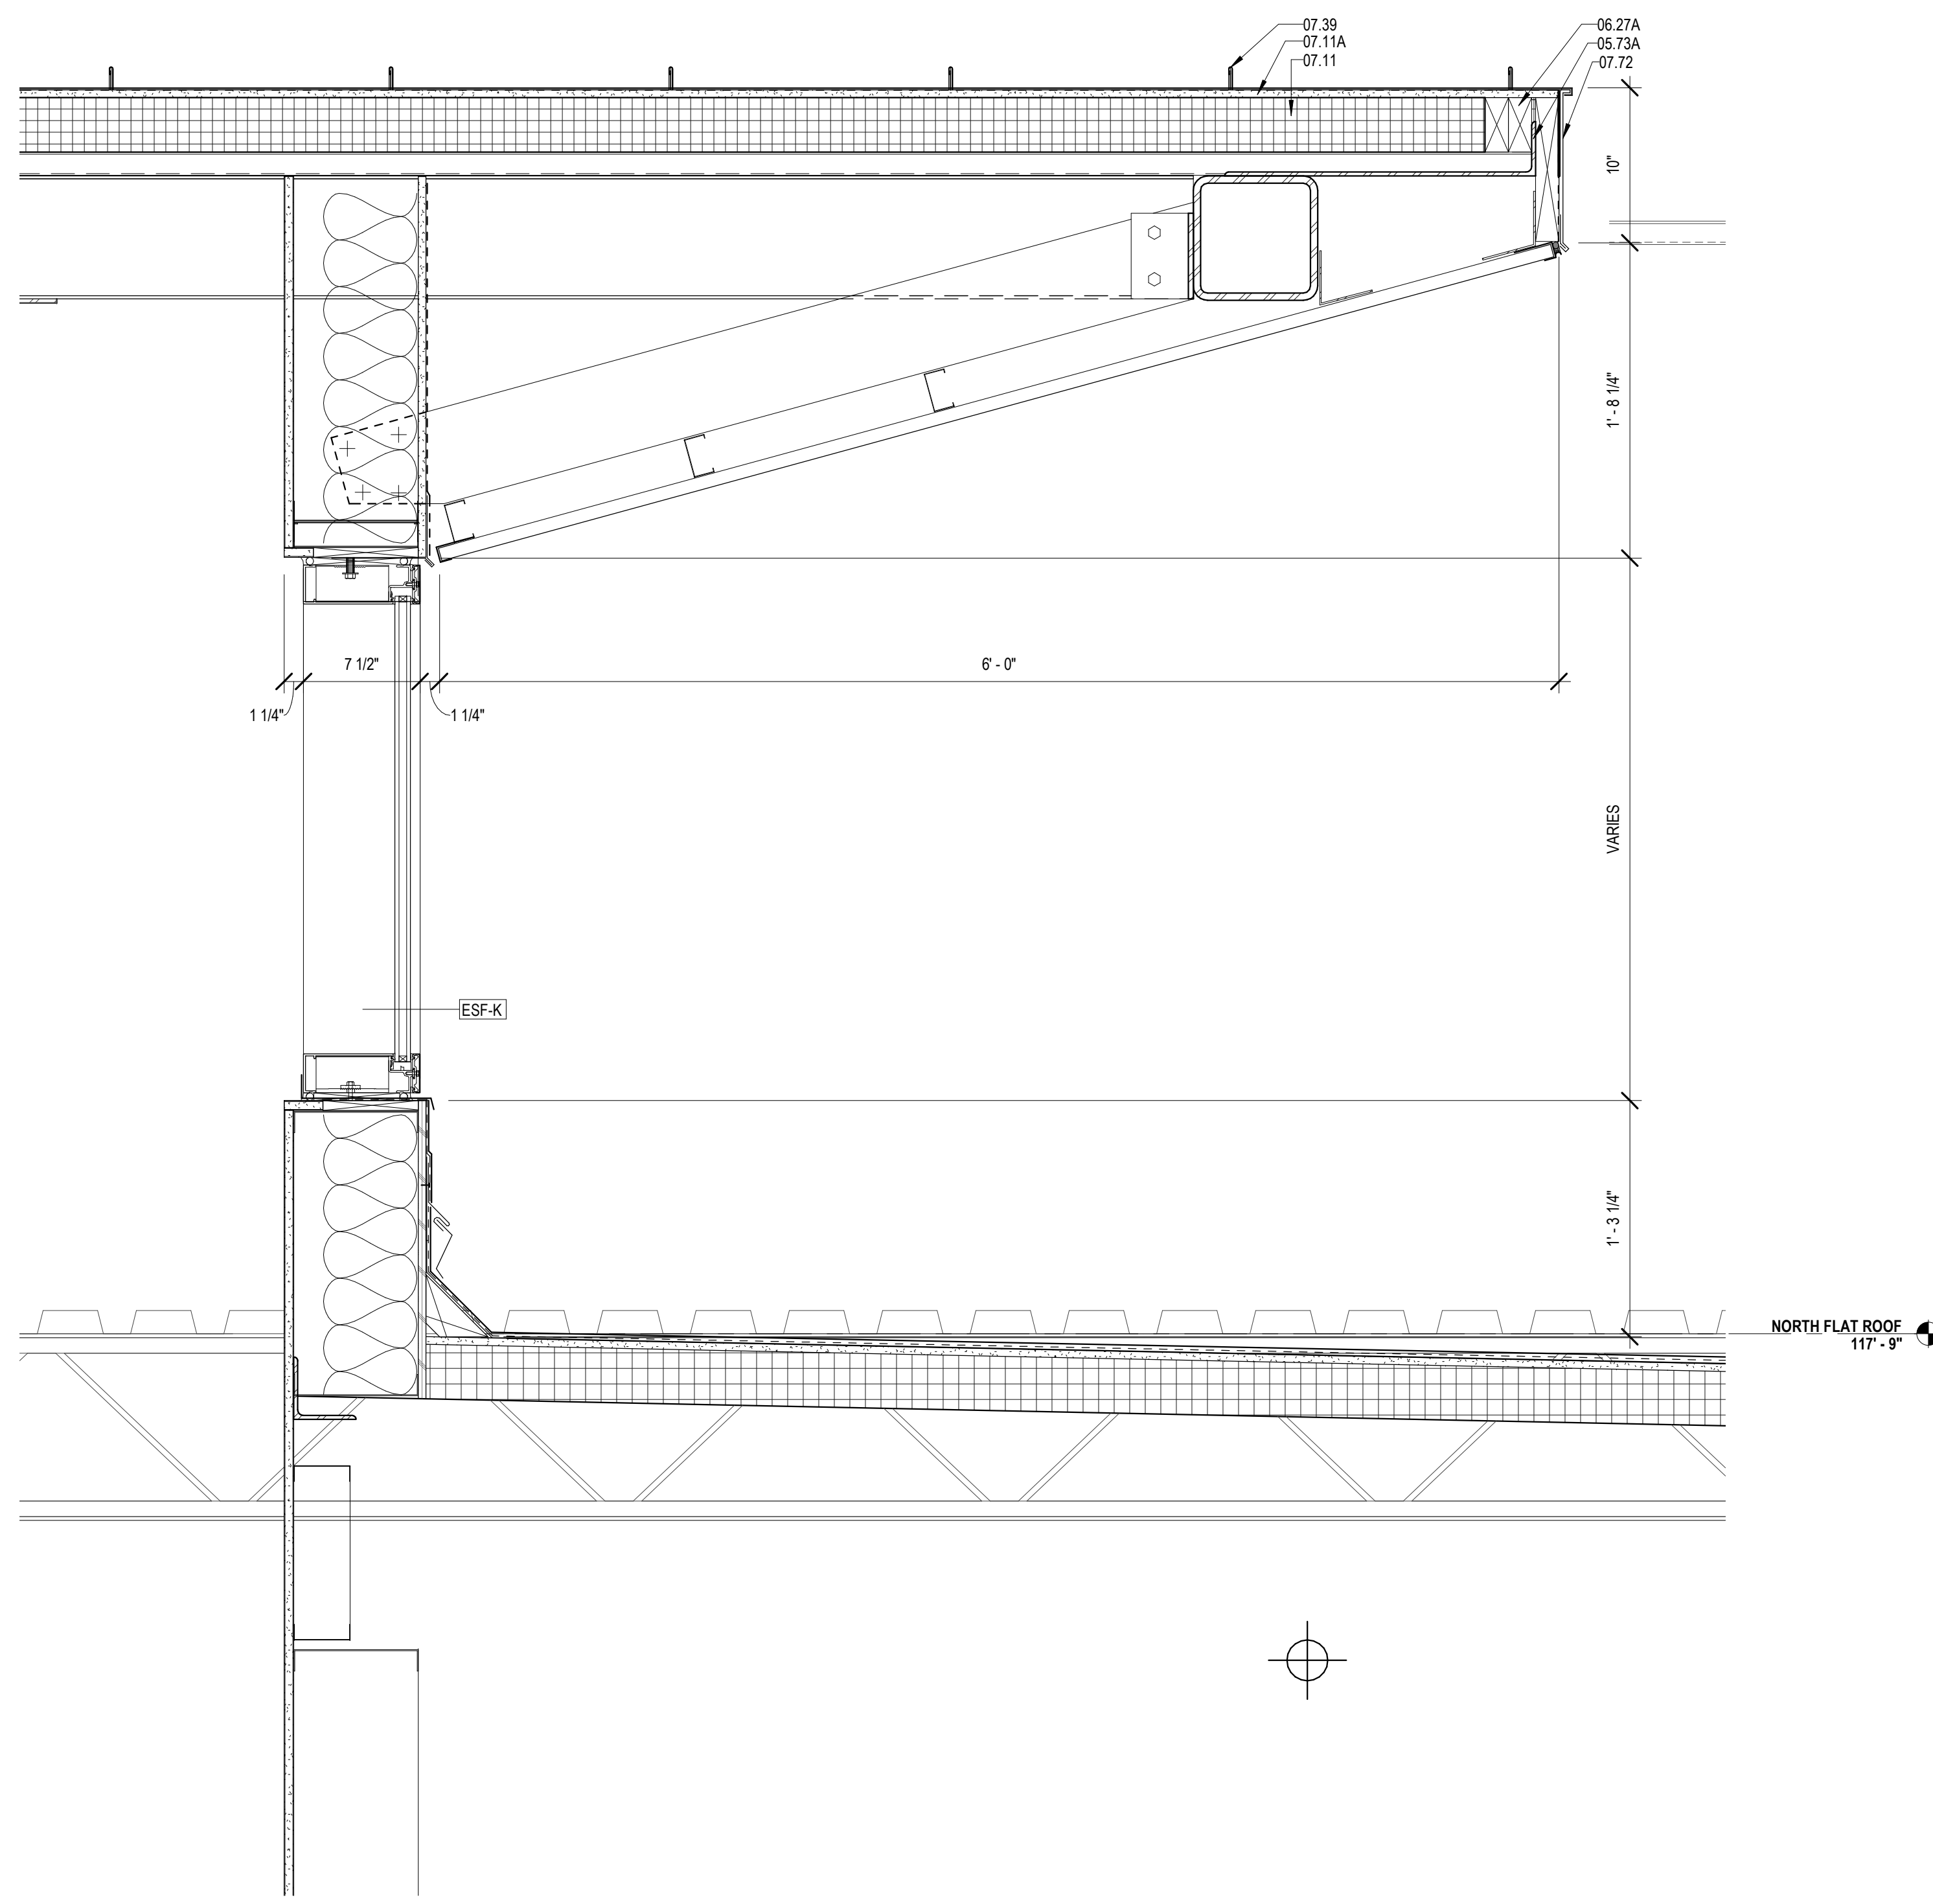 07.39
07.11A
07.11
06.27A
05.73A
07.72
10"
1' - 8 1/4"
7 1/2"
6' - 0"
1 1/4"
1 1/4"
VARIES
ESF-K
1' - 3 1/4"
NORTH FLAT ROOF
117' - 9"